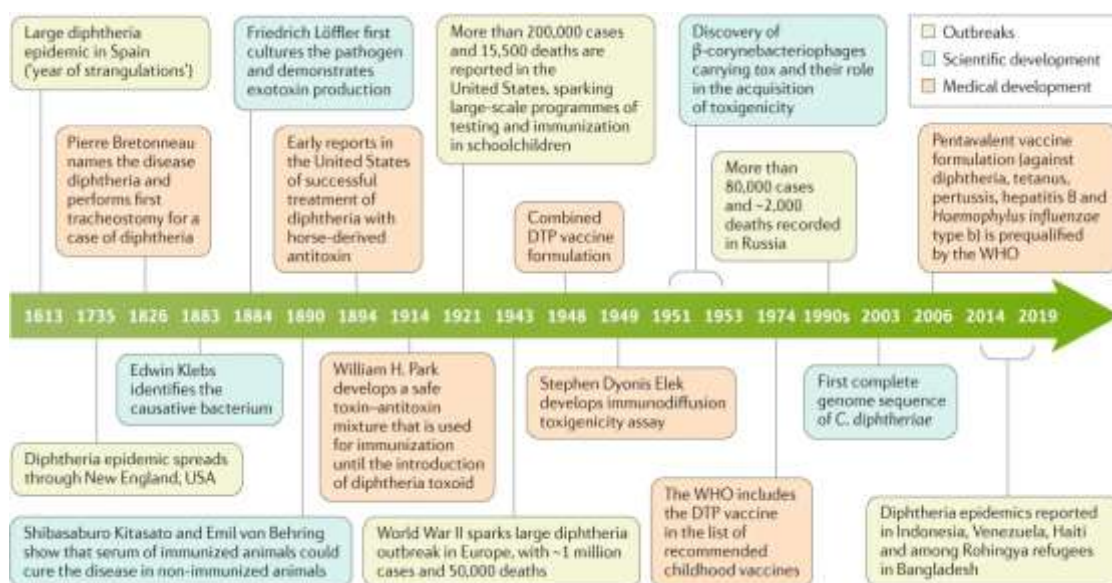 Large diphtheria
epidemic in Spain
('year of strangulations')
Friedrich Löffler first
cultures the pathogen
and demonstrates
exotoxin production
More than 200,000 cases
and 15,500 deaths are
reported in the
United States, sparking
large-scale programmes of
testing and immunization
in schoolchildren
Discovery of
β-corynebacteriophages
carrying tox and their role
in the acquisition
of toxigenicity
Outbreaks
Scientific development
Medical development
Pierre Bretonneau
names the disease
diphtheria and
performs first
tracheostomy for a
case of diphtheria
Early reports in
the United States
of successful
treatment of
diphtheria with
horse-derived
antitoxin
Combined
DTP vaccine
formulation
More than
80,000 cases
and ~2,000
deaths recorded
in Russia
Pentavalent vaccine
formulation (against
diphtheria, tetanus,
pertussis, hepatitis B and
Haemophylus influenzae
type b) is prequalified
by the WHO
1613 1735 1826 1883 1884 1890 1894 1914 1921 1943 1948 1949 1951 1953 1974 1990s 2003 2006 2014 2019
Edwin Klebs
identifies the
causative bacterium
William H. Park
develops a safe
toxin–antitoxin
mixture that is used
for immunization
until the introduction
of diphtheria toxoid
Stephen Dyonis Elek
develops immunodiffusion
toxigenicity assay
First complete
genome sequence
of C. diphtheriae
Diphtheria epidemic spreads
through New England, USA
Shibasaburo Kitasato and Emil von Behring
show that serum of immunized animals could
cure the disease in non-immunized animals
World War II sparks large diphtheria
outbreak in Europe, with ~1 million
cases and 50,000 deaths
The WHO includes
the DTP vaccine
in the list of
recommended
childhood vaccines
Diphtheria epidemics reported
in Indonesia, Venezuela, Haiti
and among Rohingya refugees
in Bangladesh